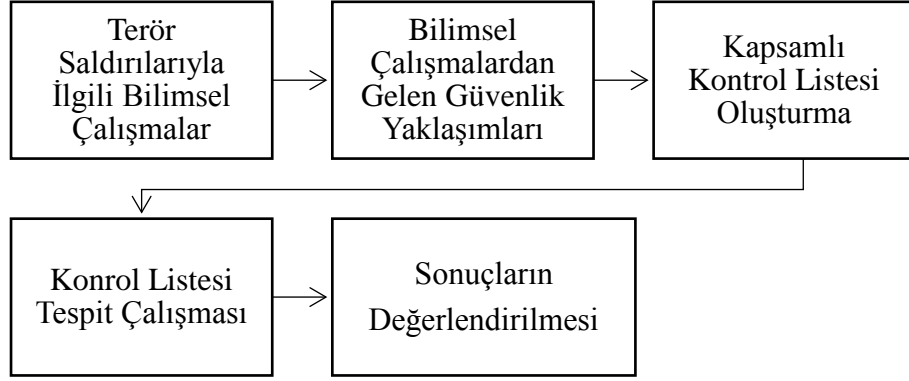 Terör
Saldırılarıyla
İlgili Bilimsel
Çalışmalar
Bilimsel
Çalışmalardan
Gelen Güvenlik
Yaklaşımları
Kapsamlı
Kontrol Listesi
Oluşturma
Konrol Listesi
Tespit Çalışması
Sonuçların
Değerlendirilmesi